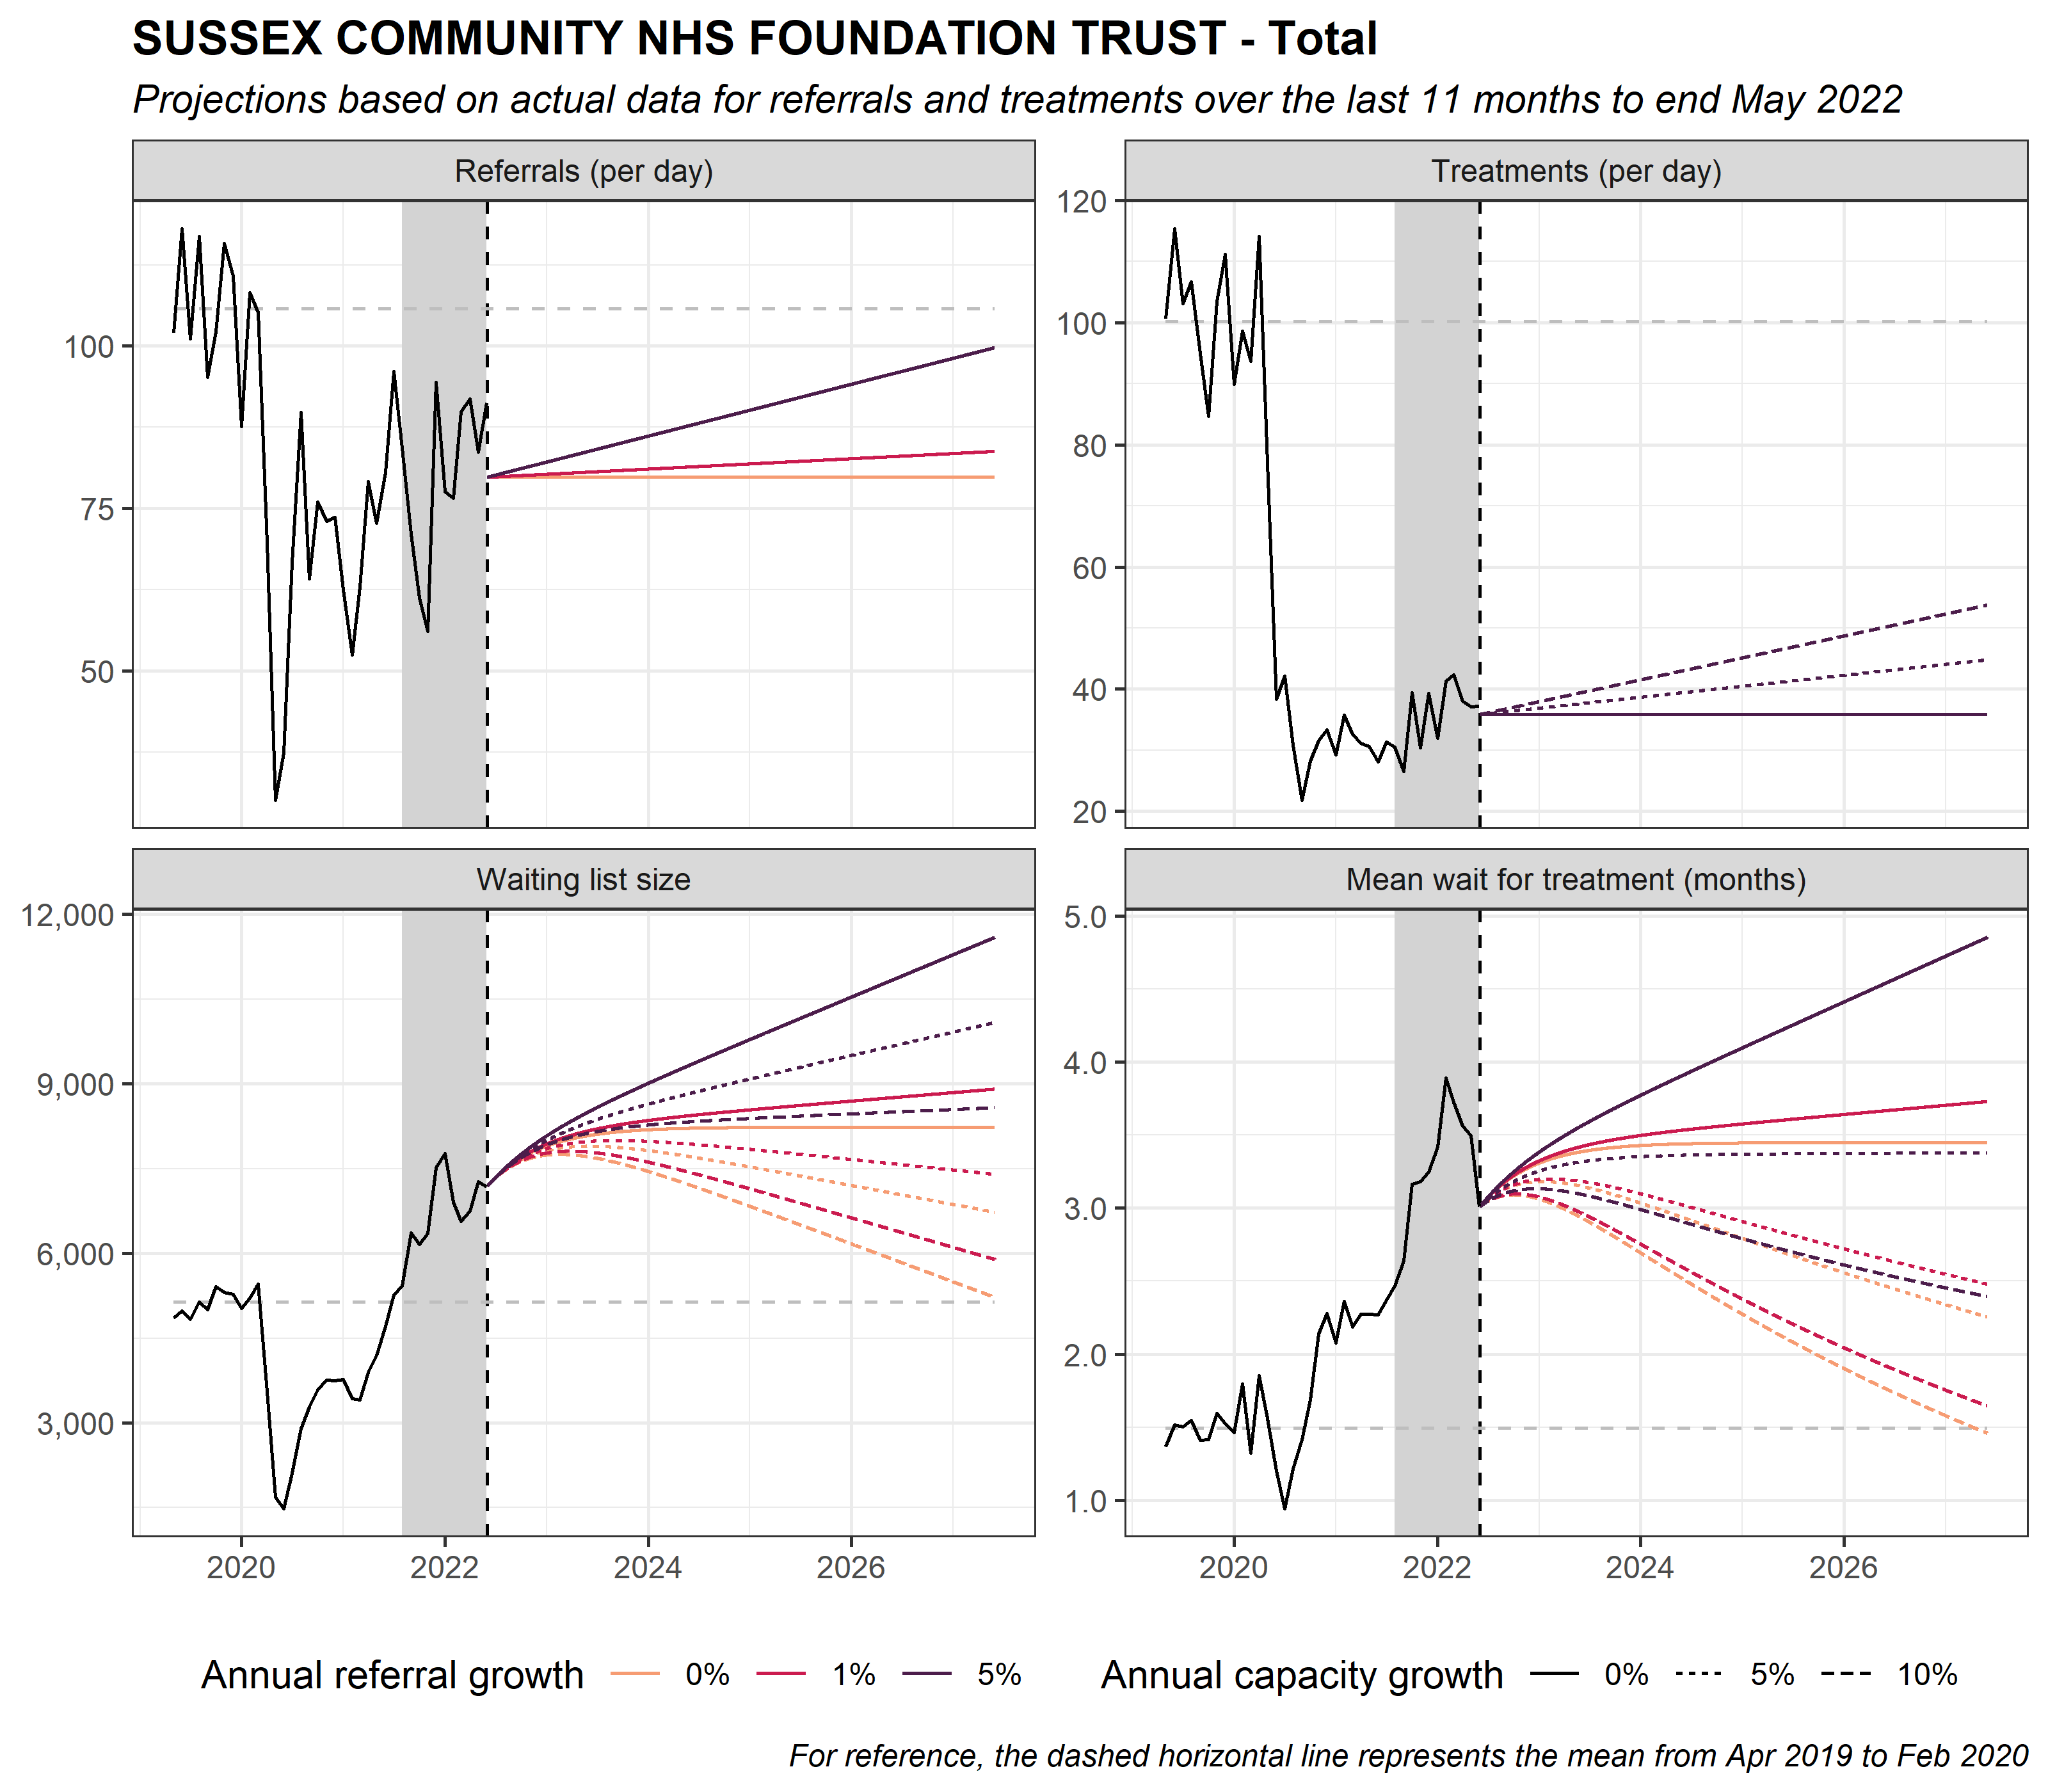 SUSSEX COMMUNITY NHS FOUNDATION TRUST - Total
Projections based on actual data for referrals and treatments over the last 11 months to end May 2022
Referrals (per day)
100
75
50
Treatments (per day)
120
100
80
60
40
20
Waiting list size
12,000
9,000
6,000
3,000
2020 2022 2024 2026
Mean wait for treatment (months)
5.0
4.0
3.0
2.0
1.0
2020 2022 2024 2026
Annual referral growth 0% 1% 5%
Annual capacity growth 0% 5% 10%
For reference, the dashed horizontal line represents the mean from Apr 2019 to Feb 2020